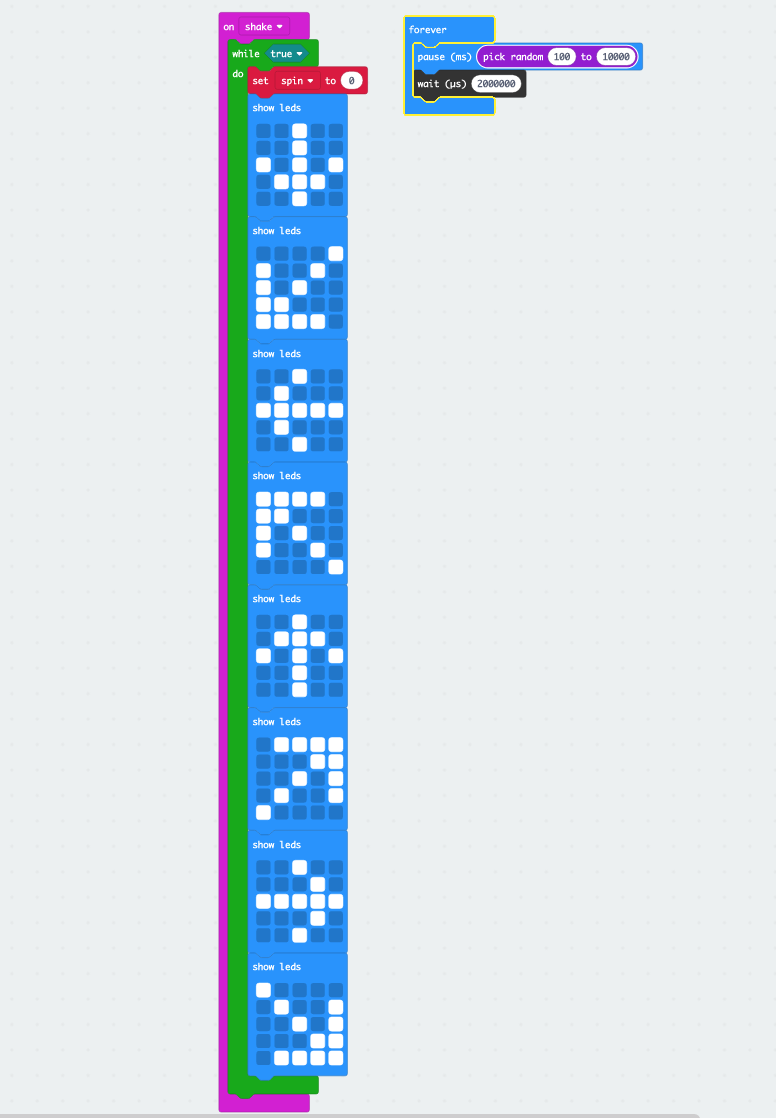 on shake
while true
do
set spin to 0
show leds
show leds
show leds
show leds
show leds
show leds
show leds
show leds
forever
pause (ms) pick random 100 to 10000
wait (µs) 2000000